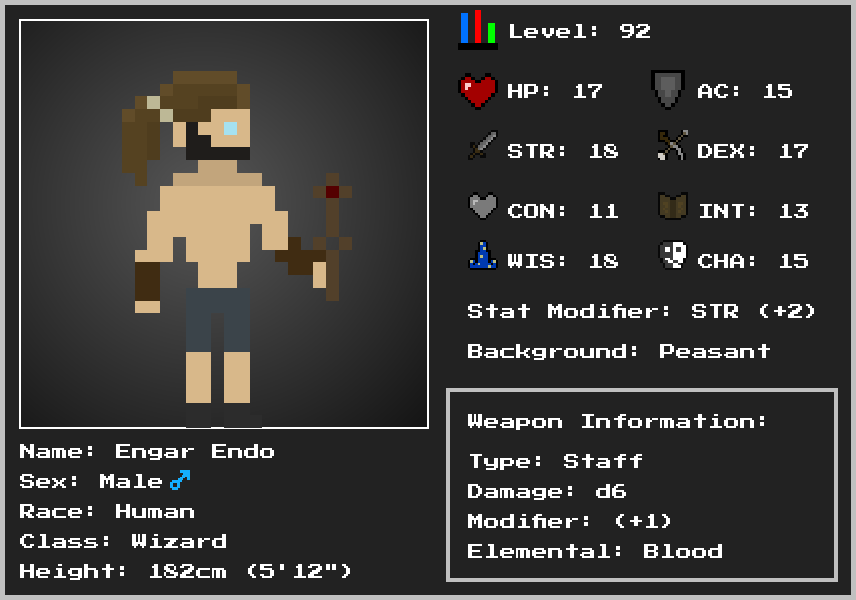 Level: 92
HP: 17
AC: 15
STR: 18
DEX: 17
CON: 11
INT: 13
WIS: 18
CHA: 15
Stat Modifier: STR (+2)
Background: Peasant
Weapon Information:
Type: Staff
Damage: d6
Modifier: (+1)
Elemental: Blood
Name: Engar Endo
Sex: Male♂
Race: Human
Class: Wizard
Height: 182cm (5'12")